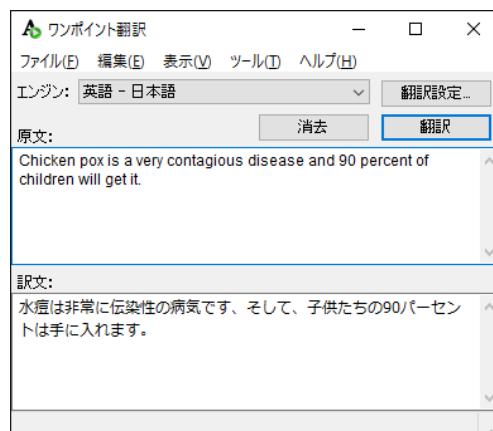 ワンポイント翻訳
ファイル(F) 編集(E) 表示(V) ツール(T) ヘルプ(H)
エンジン: 英語 – 日本語 翻訳設定...
原文: 消去 翻訳
Chicken pox is a very contagious disease and 90 percent of
children will get it.
訳文:
水痘は非常に伝染性の病気です、そして、子供たちの90パーセン
トは手に入れます。